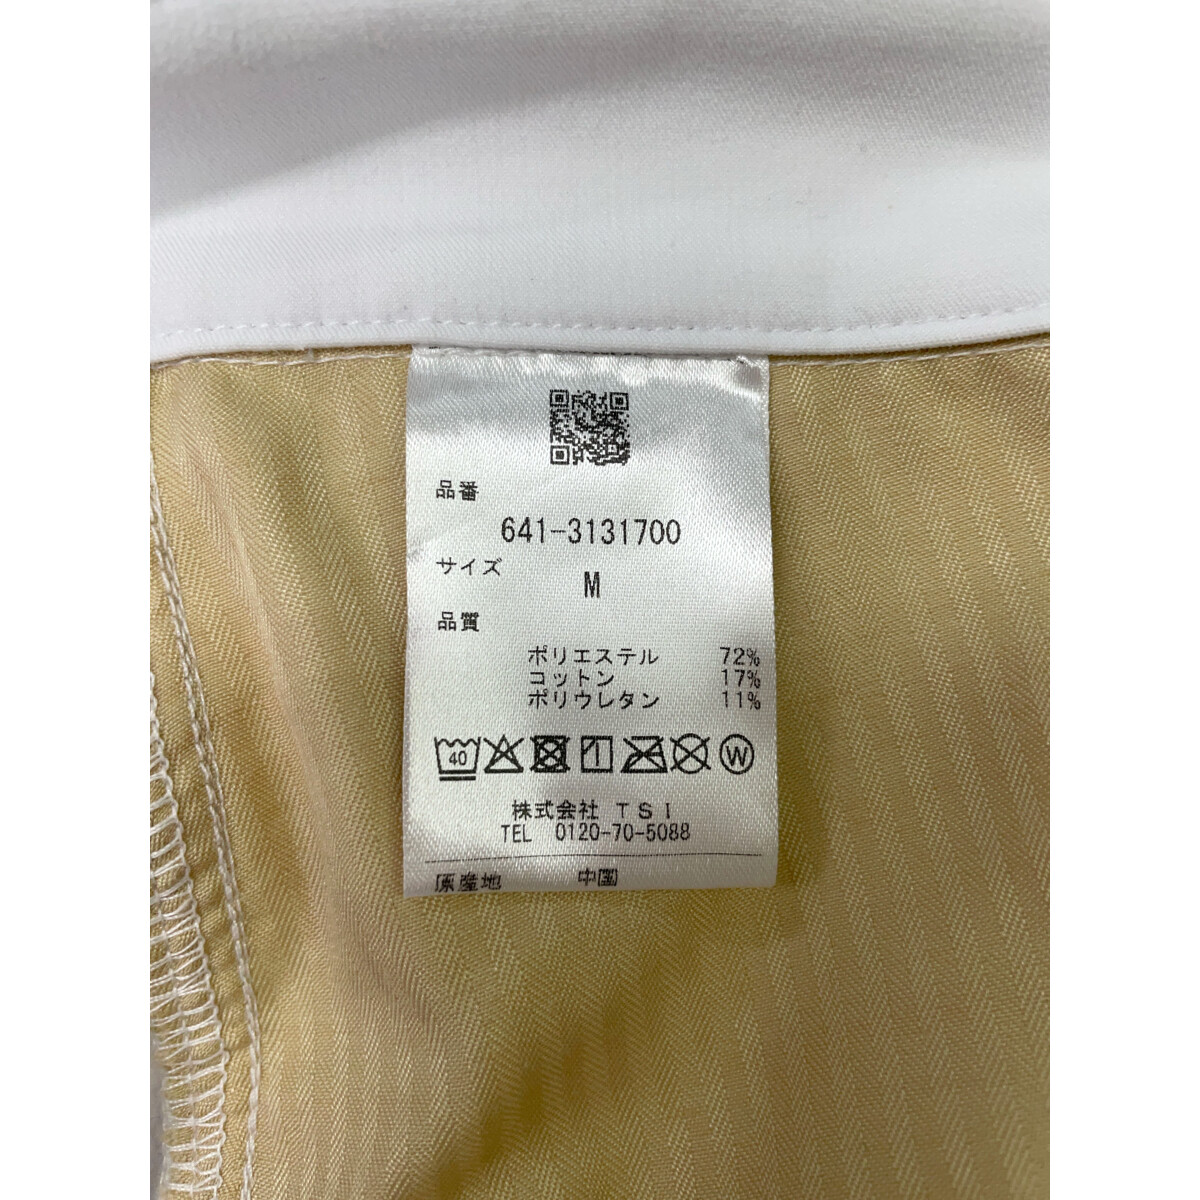 品番
641-3131700
サイズ
M
品質
ポリエステル 72%
コットン 17%
ポリウレタン 11%
40
W
株式会社 TSI
TEL 0120-70-5088
原産地 中国